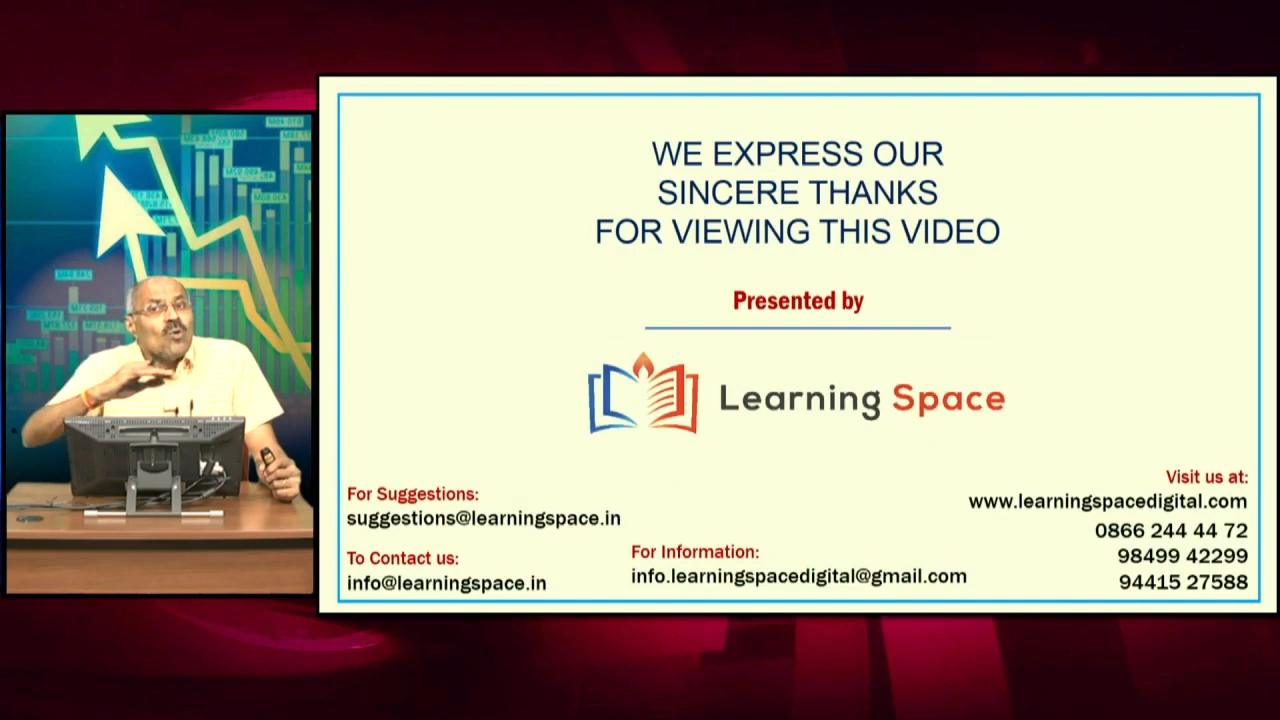 WE EXPRESS OUR
SINCERE THANKS
FOR VIEWING THIS VIDEO
Presented by
Learning Space
For Suggestions:
suggestions@learningspace.in
To Contact us:
info@learningspace.in
For Information:
info.learningspacedigital@gmail.com
Visit us at:
www.learningspacedigital.com
0866 244 44 72
98499 42299
94415 27588